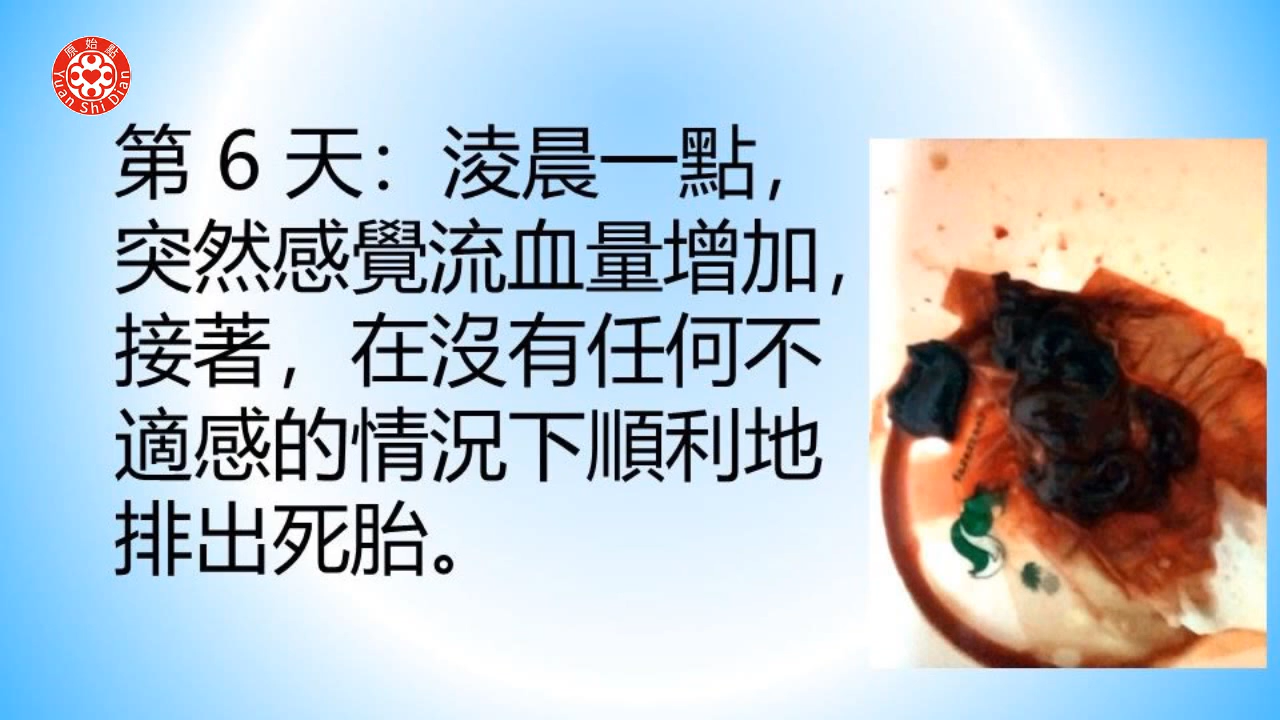 原始點
Yuan Shi Dian
第 6 天：淩晨一點，
突然感覺流血量增加，
接著，在沒有任何不
適感的情況下順利地
排出死胎。